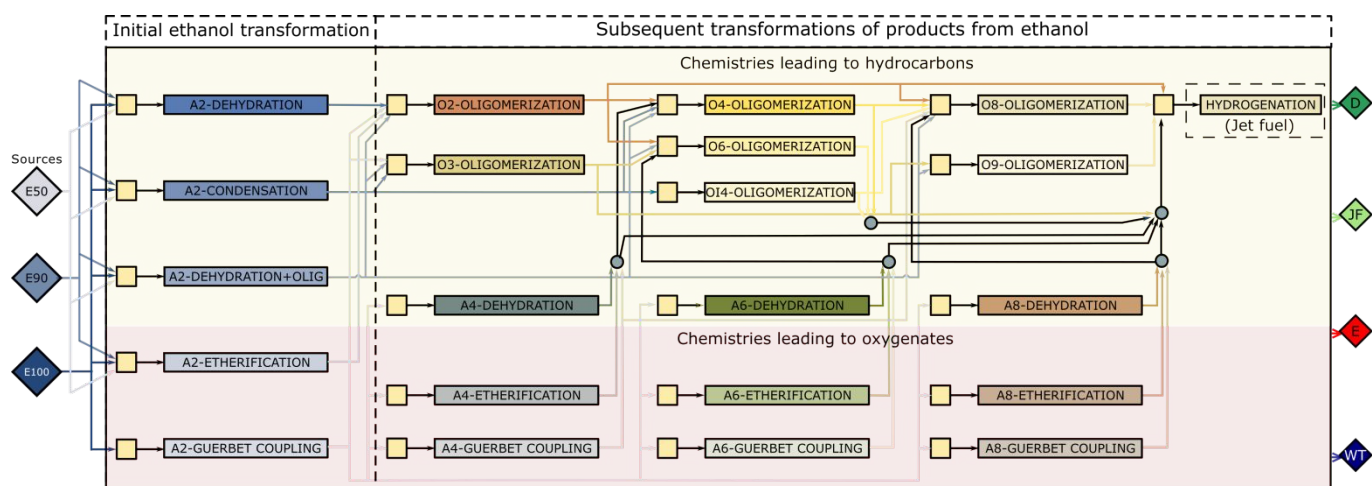 Initial ethanol transformation
Subsequent transformations of products from ethanol
Chemistries leading to hydrocarbons
A2-DEHYDRATION
O2-OLIGOMERIZATION
O4-OLIGOMERIZATION
O8-OLIGOMERIZATION
HYDROGENATION
(Jet fuel)
D
O6-OLIGOMERIZATION
Sources
O3-OLIGOMERIZATION
O9-OLIGOMERIZATION
E50
A2-CONDENSATION
OI4-OLIGOMERIZATION
JF
E90
A2-DEHYDRATION+OLIG
A4-DEHYDRATION
A6-DEHYDRATION
A8-DEHYDRATION
E
Chemistries leading to oxygenates
A2-ETHERIFICATION
E100
A4-ETHERIFICATION
A6-ETHERIFICATION
A8-ETHERIFICATION
A2-GUERBET COUPLING
A4-GUERBET COUPLING
A6-GUERBET COUPLING
A8-GUERBET COUPLING
WT